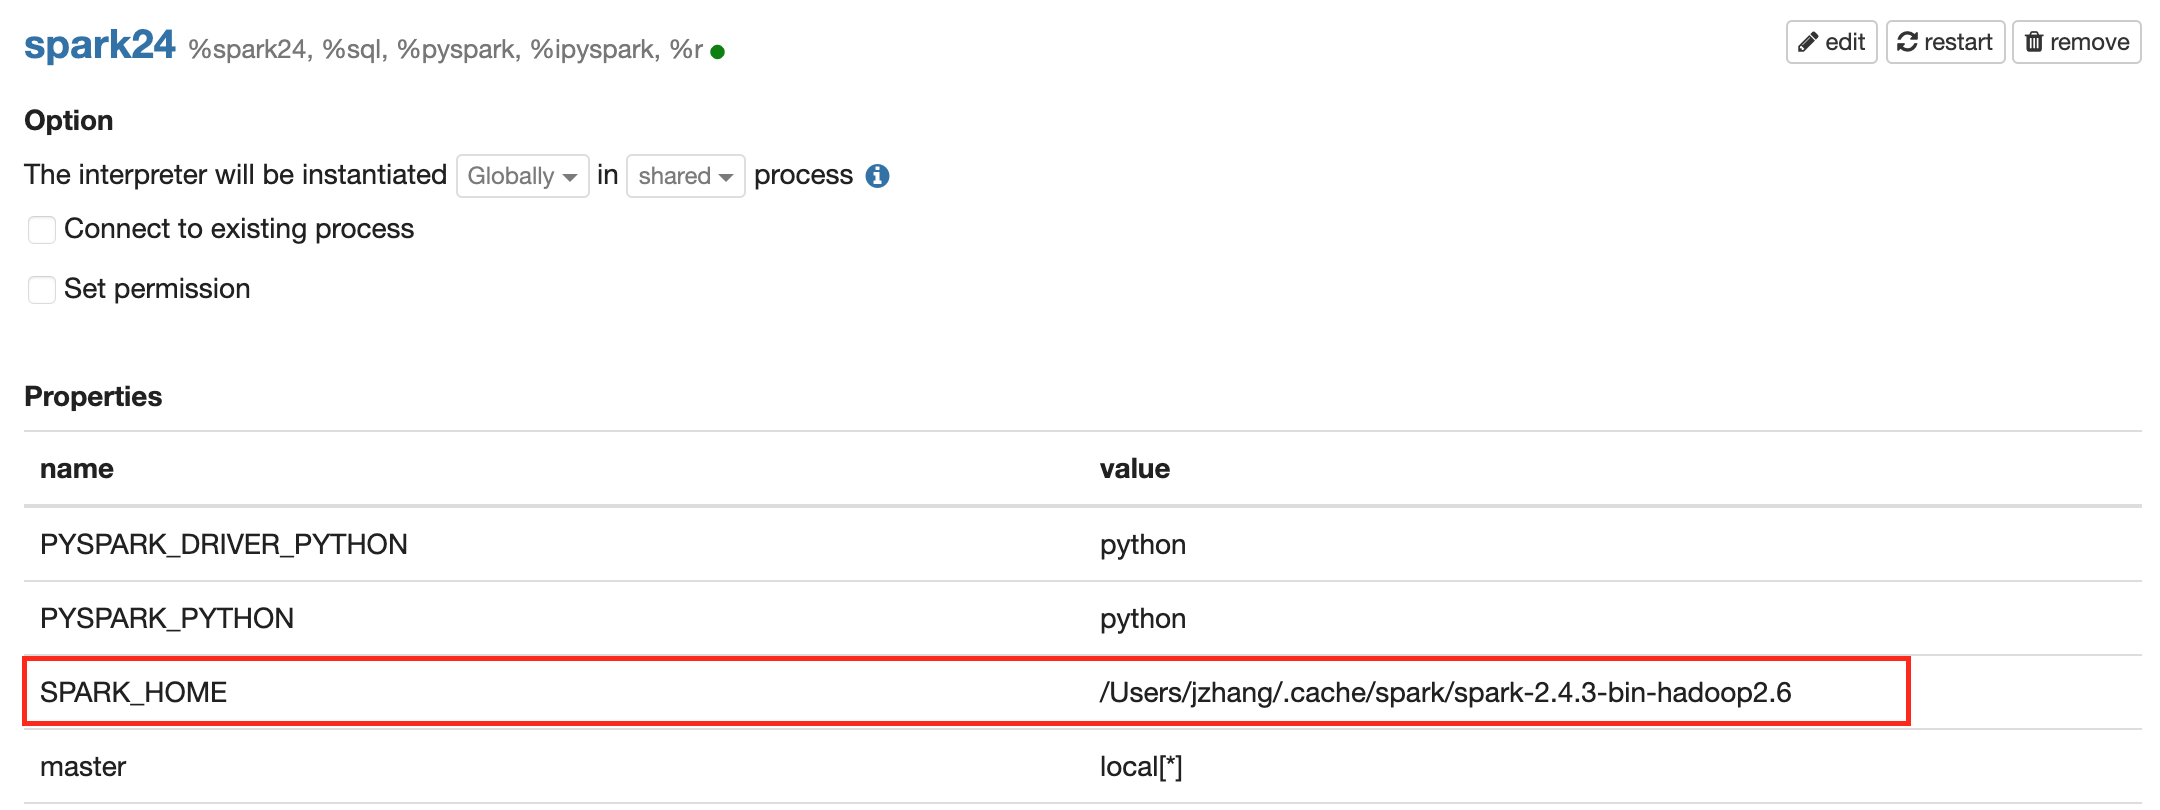 spark24 %spark24, %sql, %pyspark, %ipyspark, %r edit restart remove
Option
The interpreter will be instantiated Globally in shared process
Connect to existing process
Set permission
Properties
name value
PYSPARK_DRIVER_PYTHON python
PYSPARK_PYTHON python
SPARK_HOME /Users/jzhang/.cache/spark/spark-2.4.3-bin-hadoop2.6
master local[*]